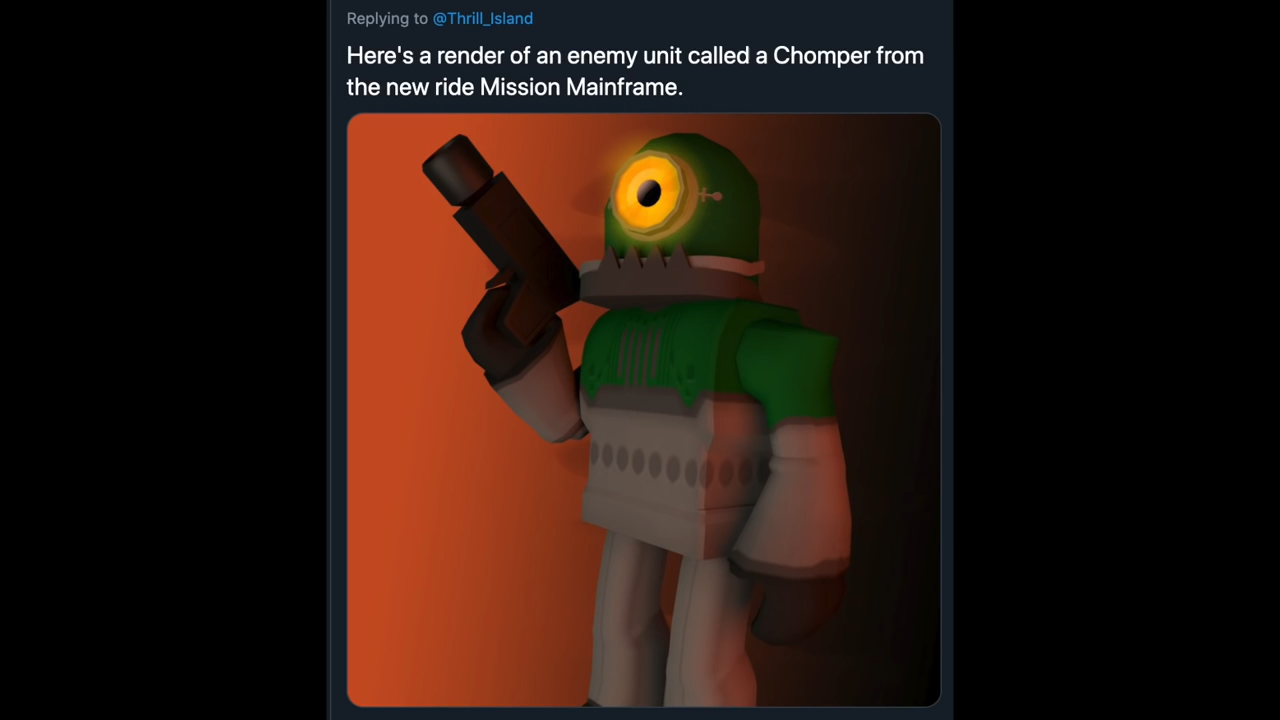 Replying to @Thrill_Island
Here's a render of an enemy unit called a Chomper from
the new ride Mission Mainframe.